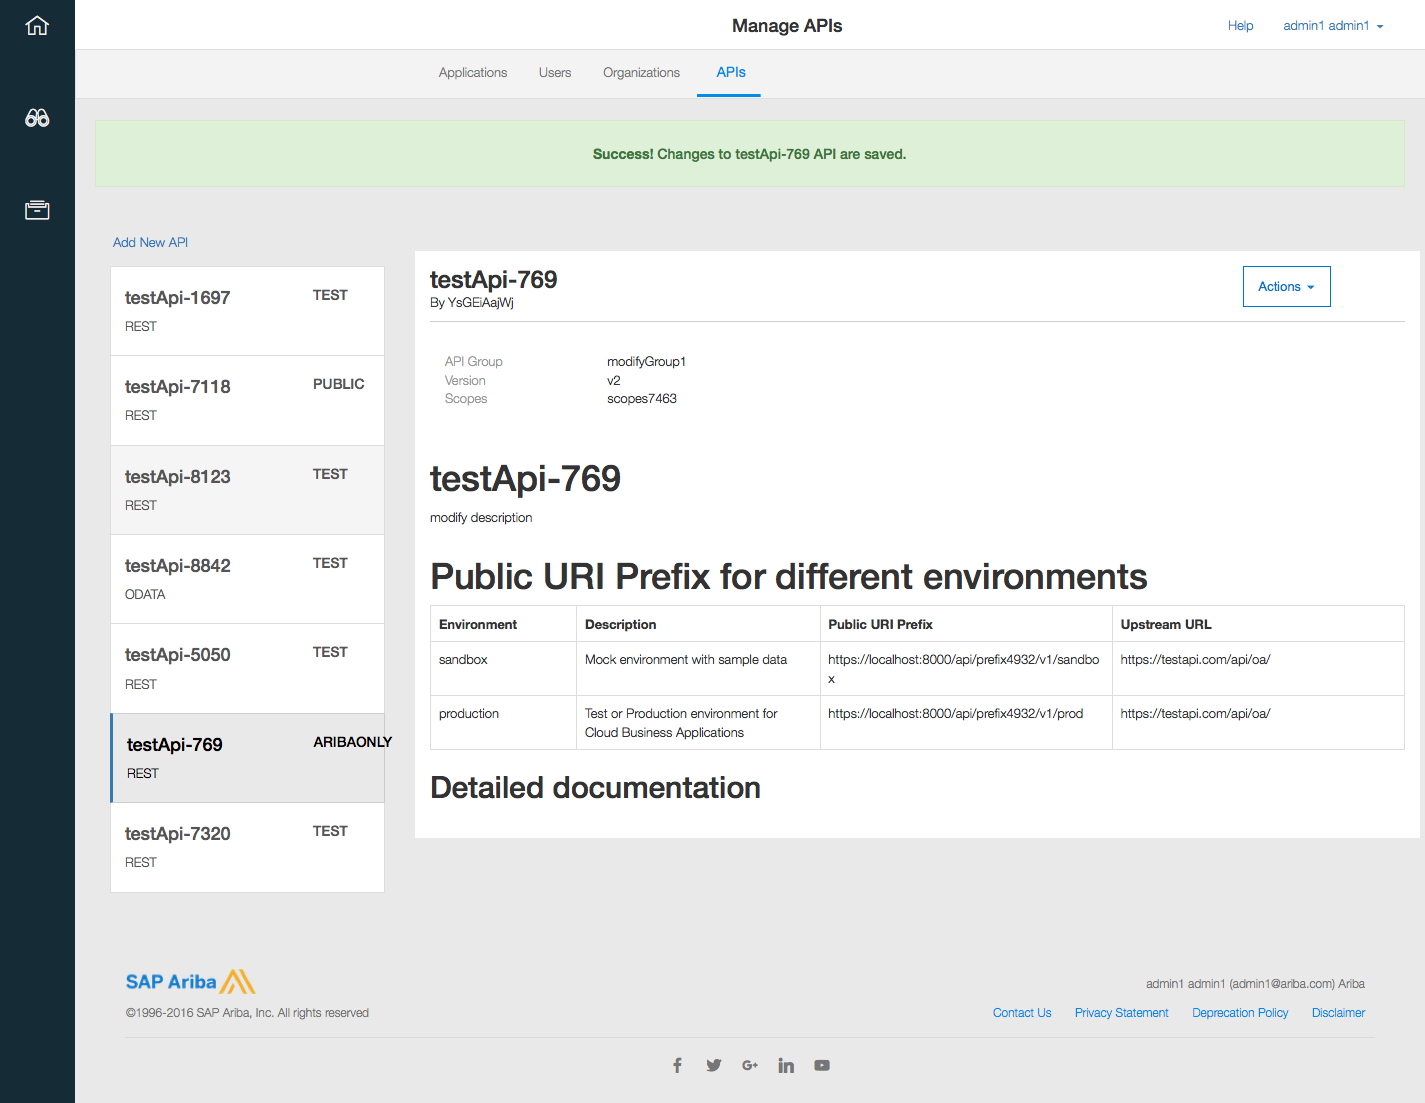 Manage APIs
Help
admin1 admin1
Applications
Users
Organizations
APIs
Success! Changes to testApi-769 API are saved.
Add New API
testApi-1697
TEST
REST
testApi-7118
PUBLIC
REST
testApi-8123
TEST
REST
testApi-8842
TEST
ODATA
testApi-5050
TEST
REST
testApi-769
ARIBAONLY
REST
testApi-7320
TEST
REST
testApi-769
By YsGEiAajWj
Actions
API Group modifyGroup1
Version v2
Scopes scopes7463
testApi-769
modify description
Public URI Prefix for different environments
Environment Description Public URI Prefix Upstream URL
sandbox Mock environment with sample data https://localhost:8000/api/prefix4932/v1/sandbo https://testapi.com/api/oa/
x
production Test or Production environment for https://localhost:8000/api/prefix4932/v1/prod https://testapi.com/api/oa/
Cloud Business Applications
Detailed documentation
SAP Ariba
admin1 admin1 (admin1@ariba.com) Ariba
©1996-2016 SAP Ariba, Inc. All rights reserved
Contact Us
Privacy Statement
Deprecation Policy
Disclaimer